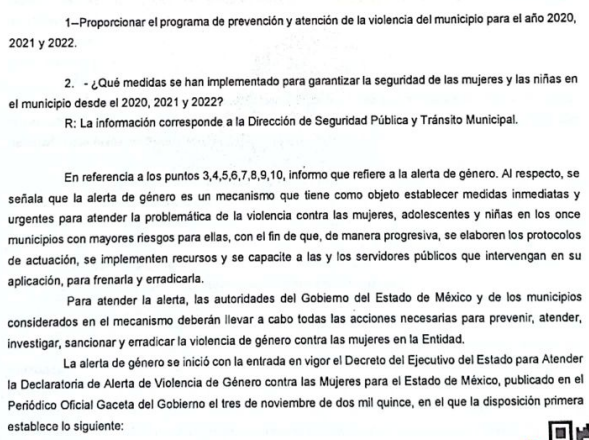 1--Proporcionar el programa de prevención y atención de la violencia del municipio para el año 2020,
2021 y 2022.
2. - ¿Qué medidas se han implementado para garantizar la seguridad de las mujeres y las niñas en
el municipio desde el 2020, 2021 y 2022?
R: La información corresponde a la Dirección de Seguridad Pública y Tránsito Municipal.
En referencia a los puntos 3,4,5,6,7,8,9,10, informo que refiere a la alerta de género. Al respecto, se
señala que la alerta de género es un mecanismo que tiene como objeto establecer medidas inmediatas y
urgentes para atender la problemática de la violencia contra las mujeres, adolescentes y niñas en los once
municipios con mayores riesgos para ellas, con el fin de que, de manera progresiva, se elaboren los protocolos
de actuación, se implementen recursos y se capacite a las y los servidores públicos que intervengan en su
aplicación, para frenarla y erradicarla.
Para atender la alerta, las autoridades del Gobierno del Estado de México y de los municipios
considerados en el mecanismo deberán llevar a cabo todas las acciones necesarias para prevenir, atender,
investigar, sancionar y erradicar la violencia de género contra las mujeres en la Entidad.
La alerta de género se inició con la entrada en vigor el Decreto del Ejecutivo del Estado para Atender
la Declaratoria de Alerta de Violencia de Género contra las Mujeres para el Estado de México, publicado en el
Periódico Oficial Gaceta del Gobierno el tres de noviembre de dos mil quince, en el que la disposición primera
establece lo siguiente: